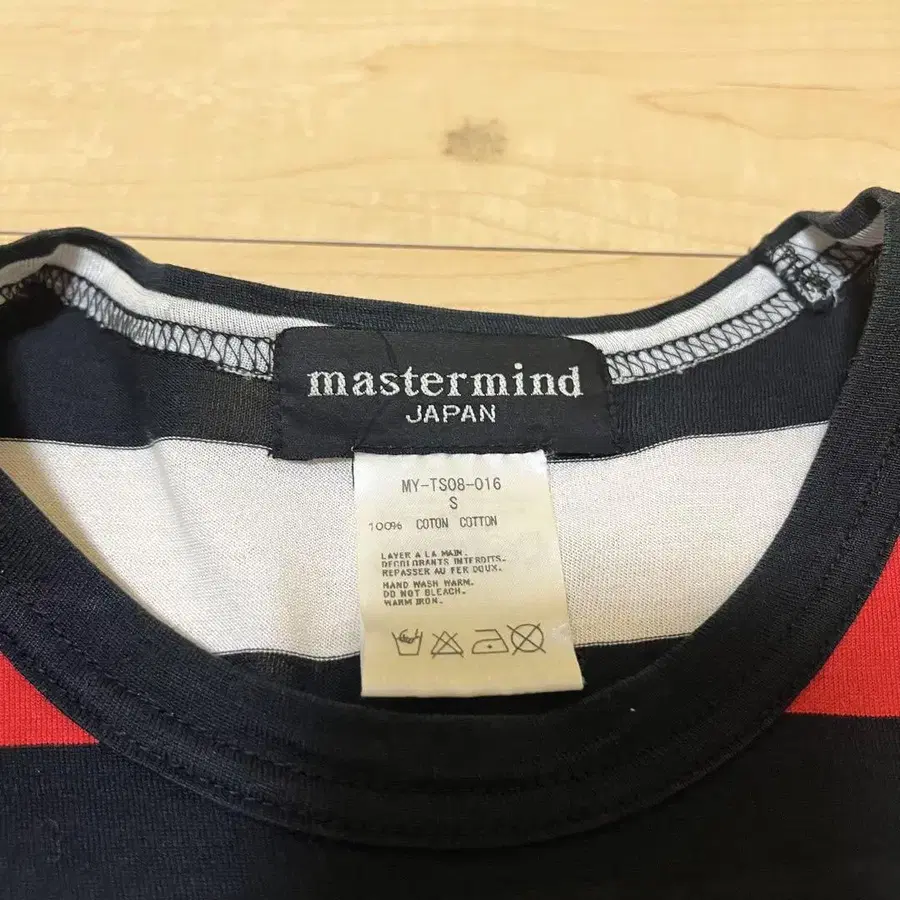 mastermind
JAPAN
MY-TS08-016
S
100% COTON COTTON
LAVER A LA MAIN.
DECOLORANTS INTERDITS.
REPASSER AU FER DOUX.
HAND WASH WARM.
DO NOT BLEACH.
WARM IRON.